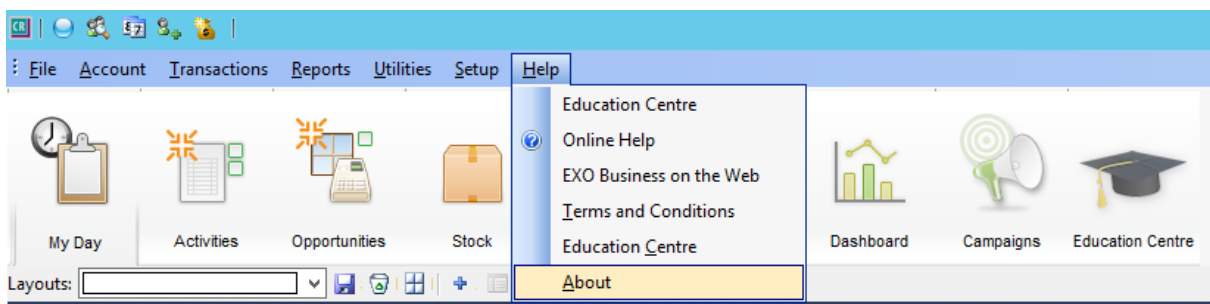 CR
File Account Transactions Reports Utilities Setup Help
Education Centre
Online Help
EXO Business on the Web
Terms and Conditions
Education Centre
About
My Day Activities Opportunities Stock Dashboard Campaigns Education Centre
Layouts: